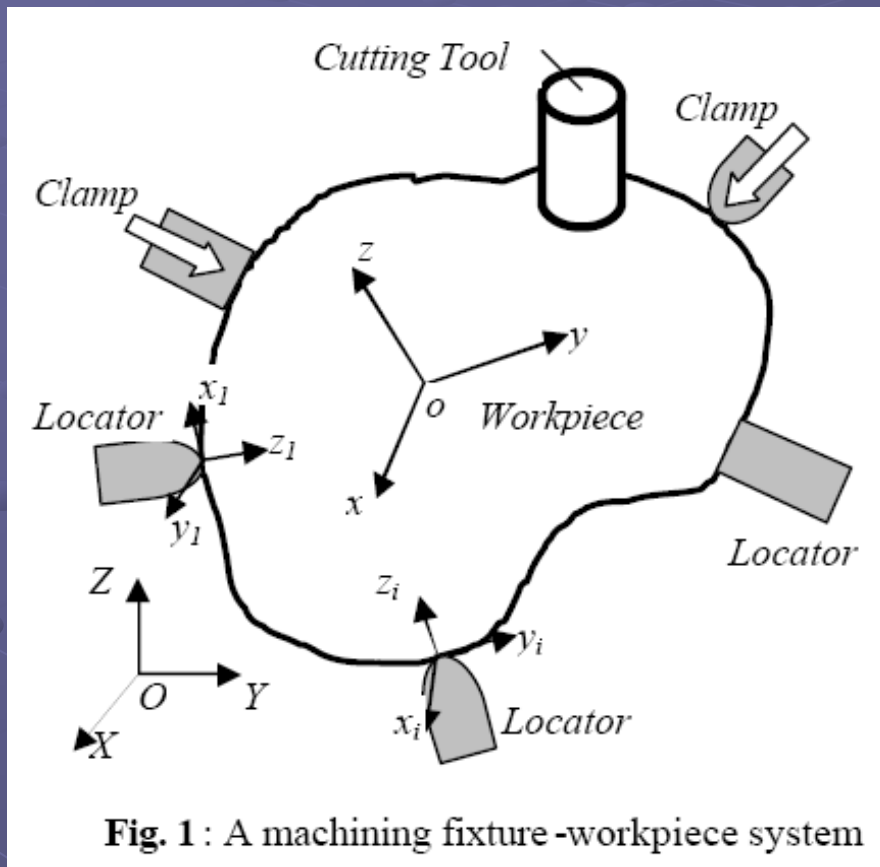 Cutting Tool
Clamp
Clamp
z
y
o
Workpiece
x
x1
Locator
z1
y1
Locator
zi
yi
xi
Locator
Z
O
Y
X
Fig. 1 : A machining fixture-workpiece system